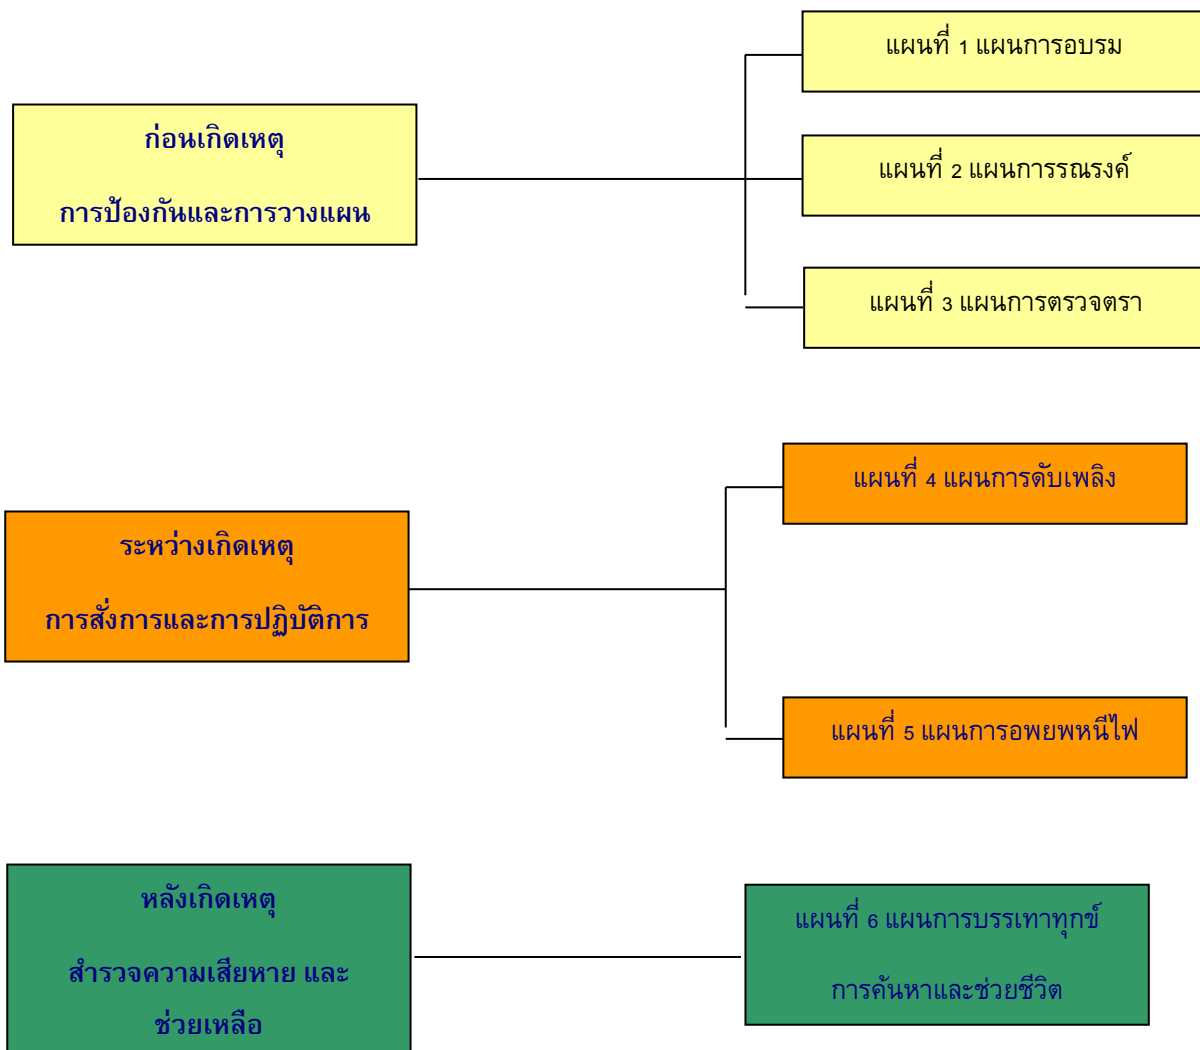 ก่อนเกิดเหตุ
การป้องกันและการวางแผน
แผนที่ 1 แผนการอบรม
แผนที่ 2 แผนการรณรงค์
แผนที่ 3 แผนการตรวจตรา
ระหว่างเกิดเหตุ
การสั่งการและการปฏิบัติการ
แผนที่ 4 แผนการดับเพลิง
แผนที่ 5 แผนการอพยพหนีไฟ
หลังเกิดเหตุ
สำรวจความเสียหาย และ
ช่วยเหลือ
แผนที่ 6 แผนการบรรเทาทุกข์
การค้นหาและช่วยชีวิต